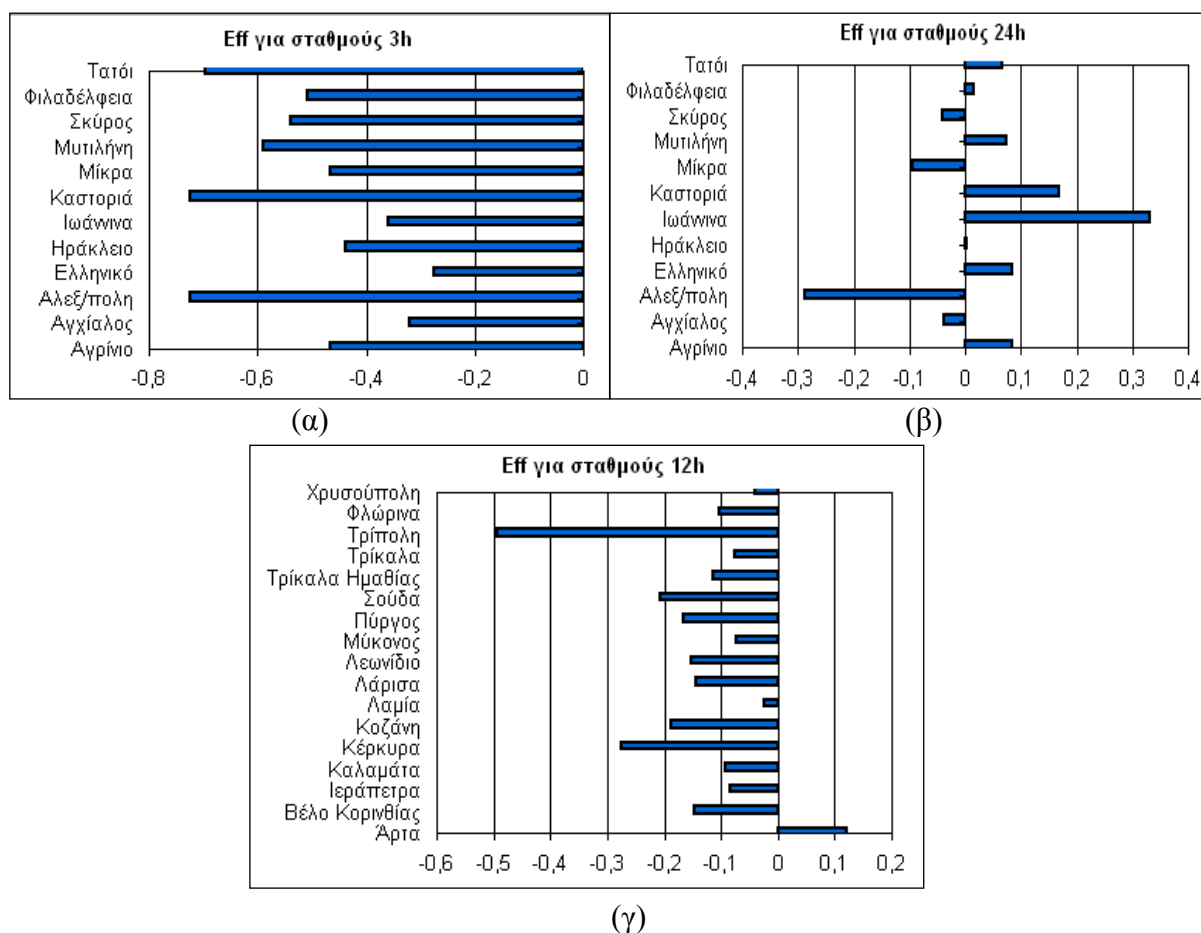 Eff για σταθμούς 3h
Τατόι
Φιλαδέλφεια
Σκύρος
Μυτιλήνη
Μίκρα
Καστοριά
Ιωάννινα
Ηράκλειο
Ελληνικό
Αλεξ/πολη
Αγχίαλος
Αγρίνιο
-0,8 -0,6 -0,4 -0,2 0
(α)
Eff για σταθμούς 24h
Τατόι
Φιλαδέλφεια
Σκύρος
Μυτιλήνη
Μίκρα
Καστοριά
Ιωάννινα
Ηράκλειο
Ελληνικό
Αλεξ/πολη
Αγχίαλος
Αγρίνιο
-0,4 -0,3 -0,2 -0,1 0 0,1 0,2 0,3 0,4
(β)
Eff για σταθμούς 12h
Χρυσούπολη
Φλώρινα
Τρίπολη
Τρίκαλα
Τρίκαλα Ημαθίας
Σούδα
Πύργος
Μύκονος
Λεωνίδιο
Λάρισα
Λαμία
Κοζάνη
Κέρκυρα
Καλαμάτα
Ιεράπετρα
Βέλο Κορινθίας
Άρτα
-0,6 -0,5 -0,4 -0,3 -0,2 -0,1 0 0,1 0,2
(γ)